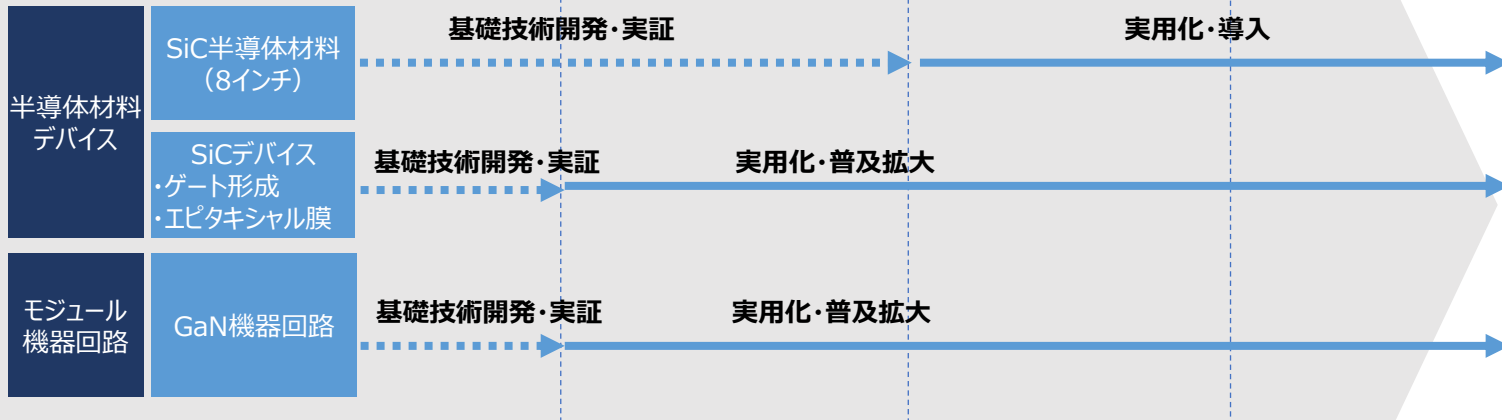 半導体材料
デバイス
SiC半導体材料
（8インチ）
基礎技術開発・実証
実用化・導入
SiCデバイス
・ゲート形成
・エピタキシャル膜
基礎技術開発・実証
実用化・普及拡大
モジュール
機器回路
GaN機器回路
基礎技術開発・実証
実用化・普及拡大